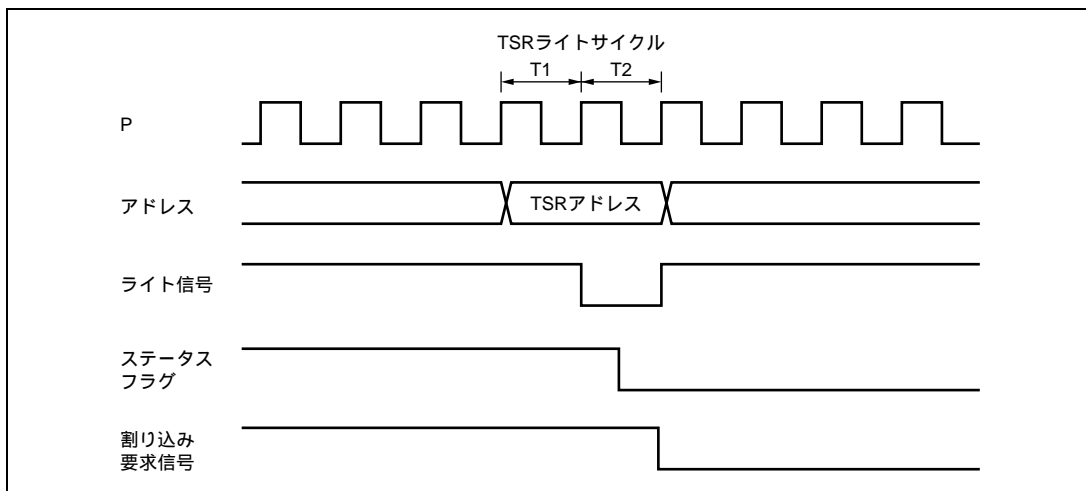 TSRライトサイクル
T1
T2
P
アドレス
TSRアドレス
ライト信号
ステータス
フラグ
割り込み
要求信号